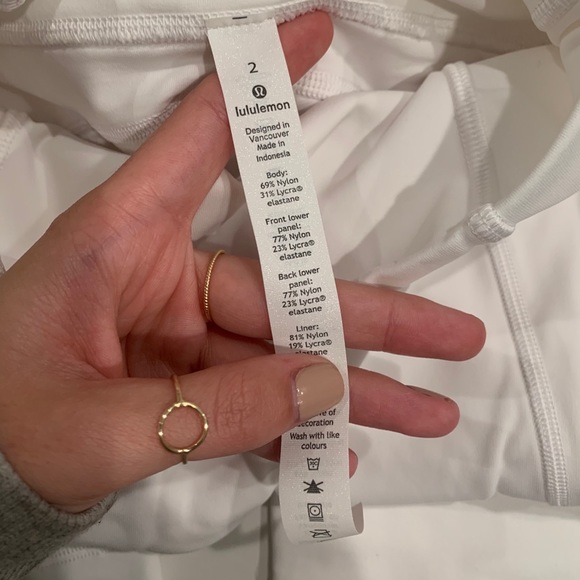 2
lululemon
Designed in
Vancouver
Made in
Indonesia
Body:
69% Nylon
31% Lycra®
elastane
Front lower
panel:
77% Nylon
23% Lycra®
elastane
Back lower
panel:
77% Nylon
23% Lycra®
elastane
Liner:
81% Nylon
19% Lycra®
elastane
of
decoration
Wash with like
colours